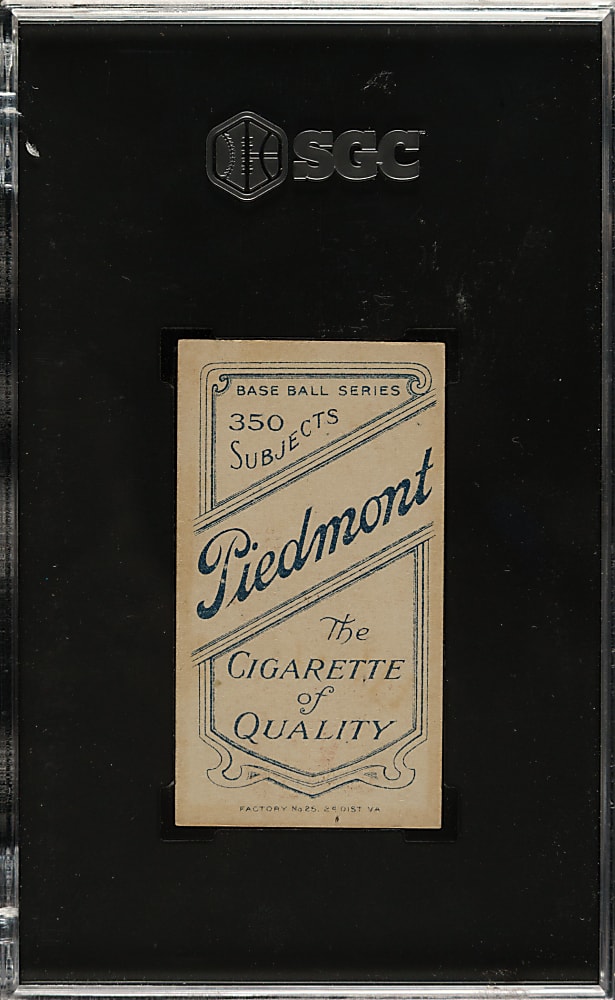 SGC
BASE BALL SERIES
350
SUBJECTS
Piedmont
The
CIGARETTE
of
QUALITY
FACTORY No 25, 2D DIST. VA